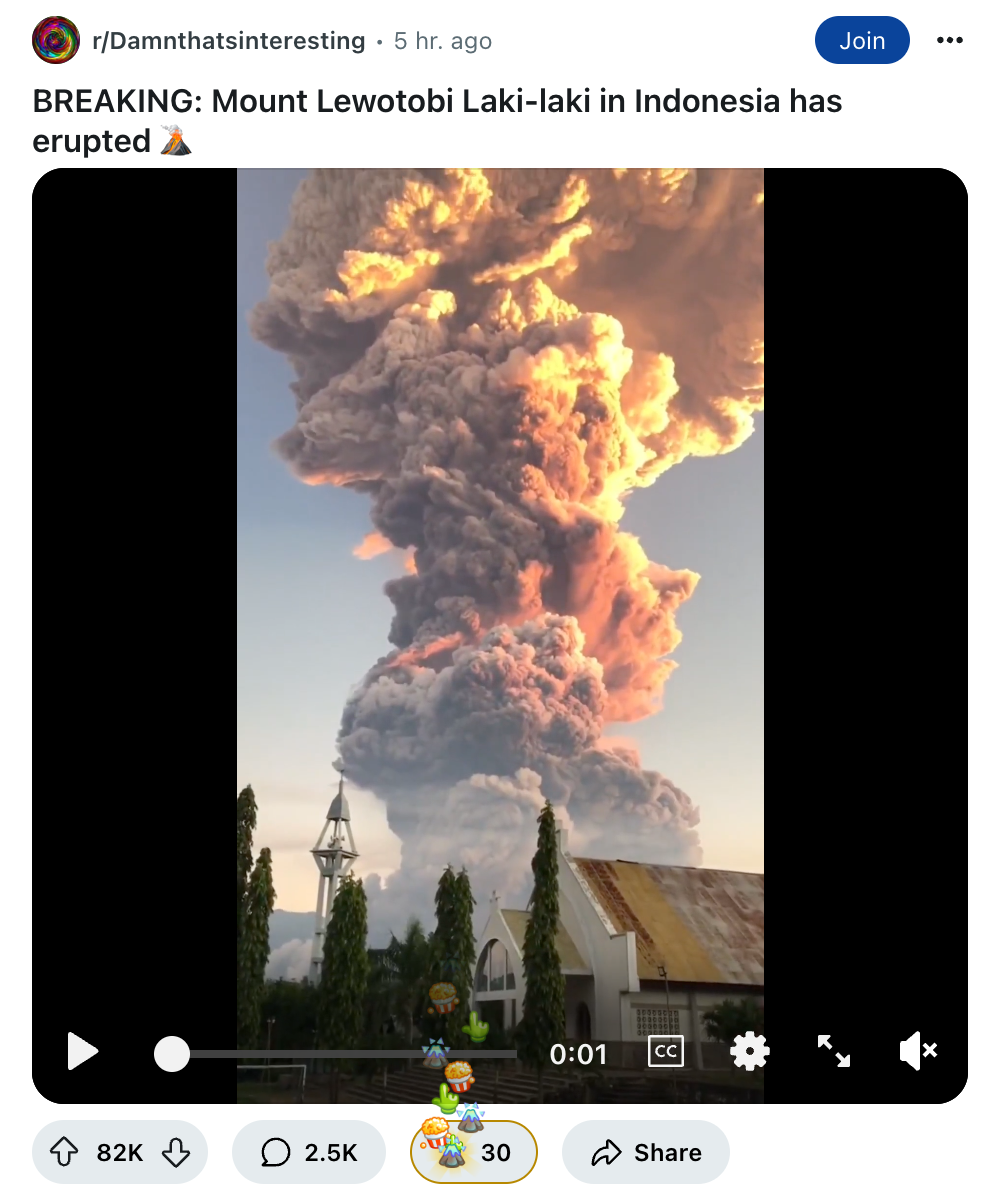 r/Damnthatsinteresting • 5 hr. ago
Join
BREAKING: Mount Lewotobi Laki-laki in Indonesia has
erupted 🌋
0:01
CC
82K
2.5K
30
Share